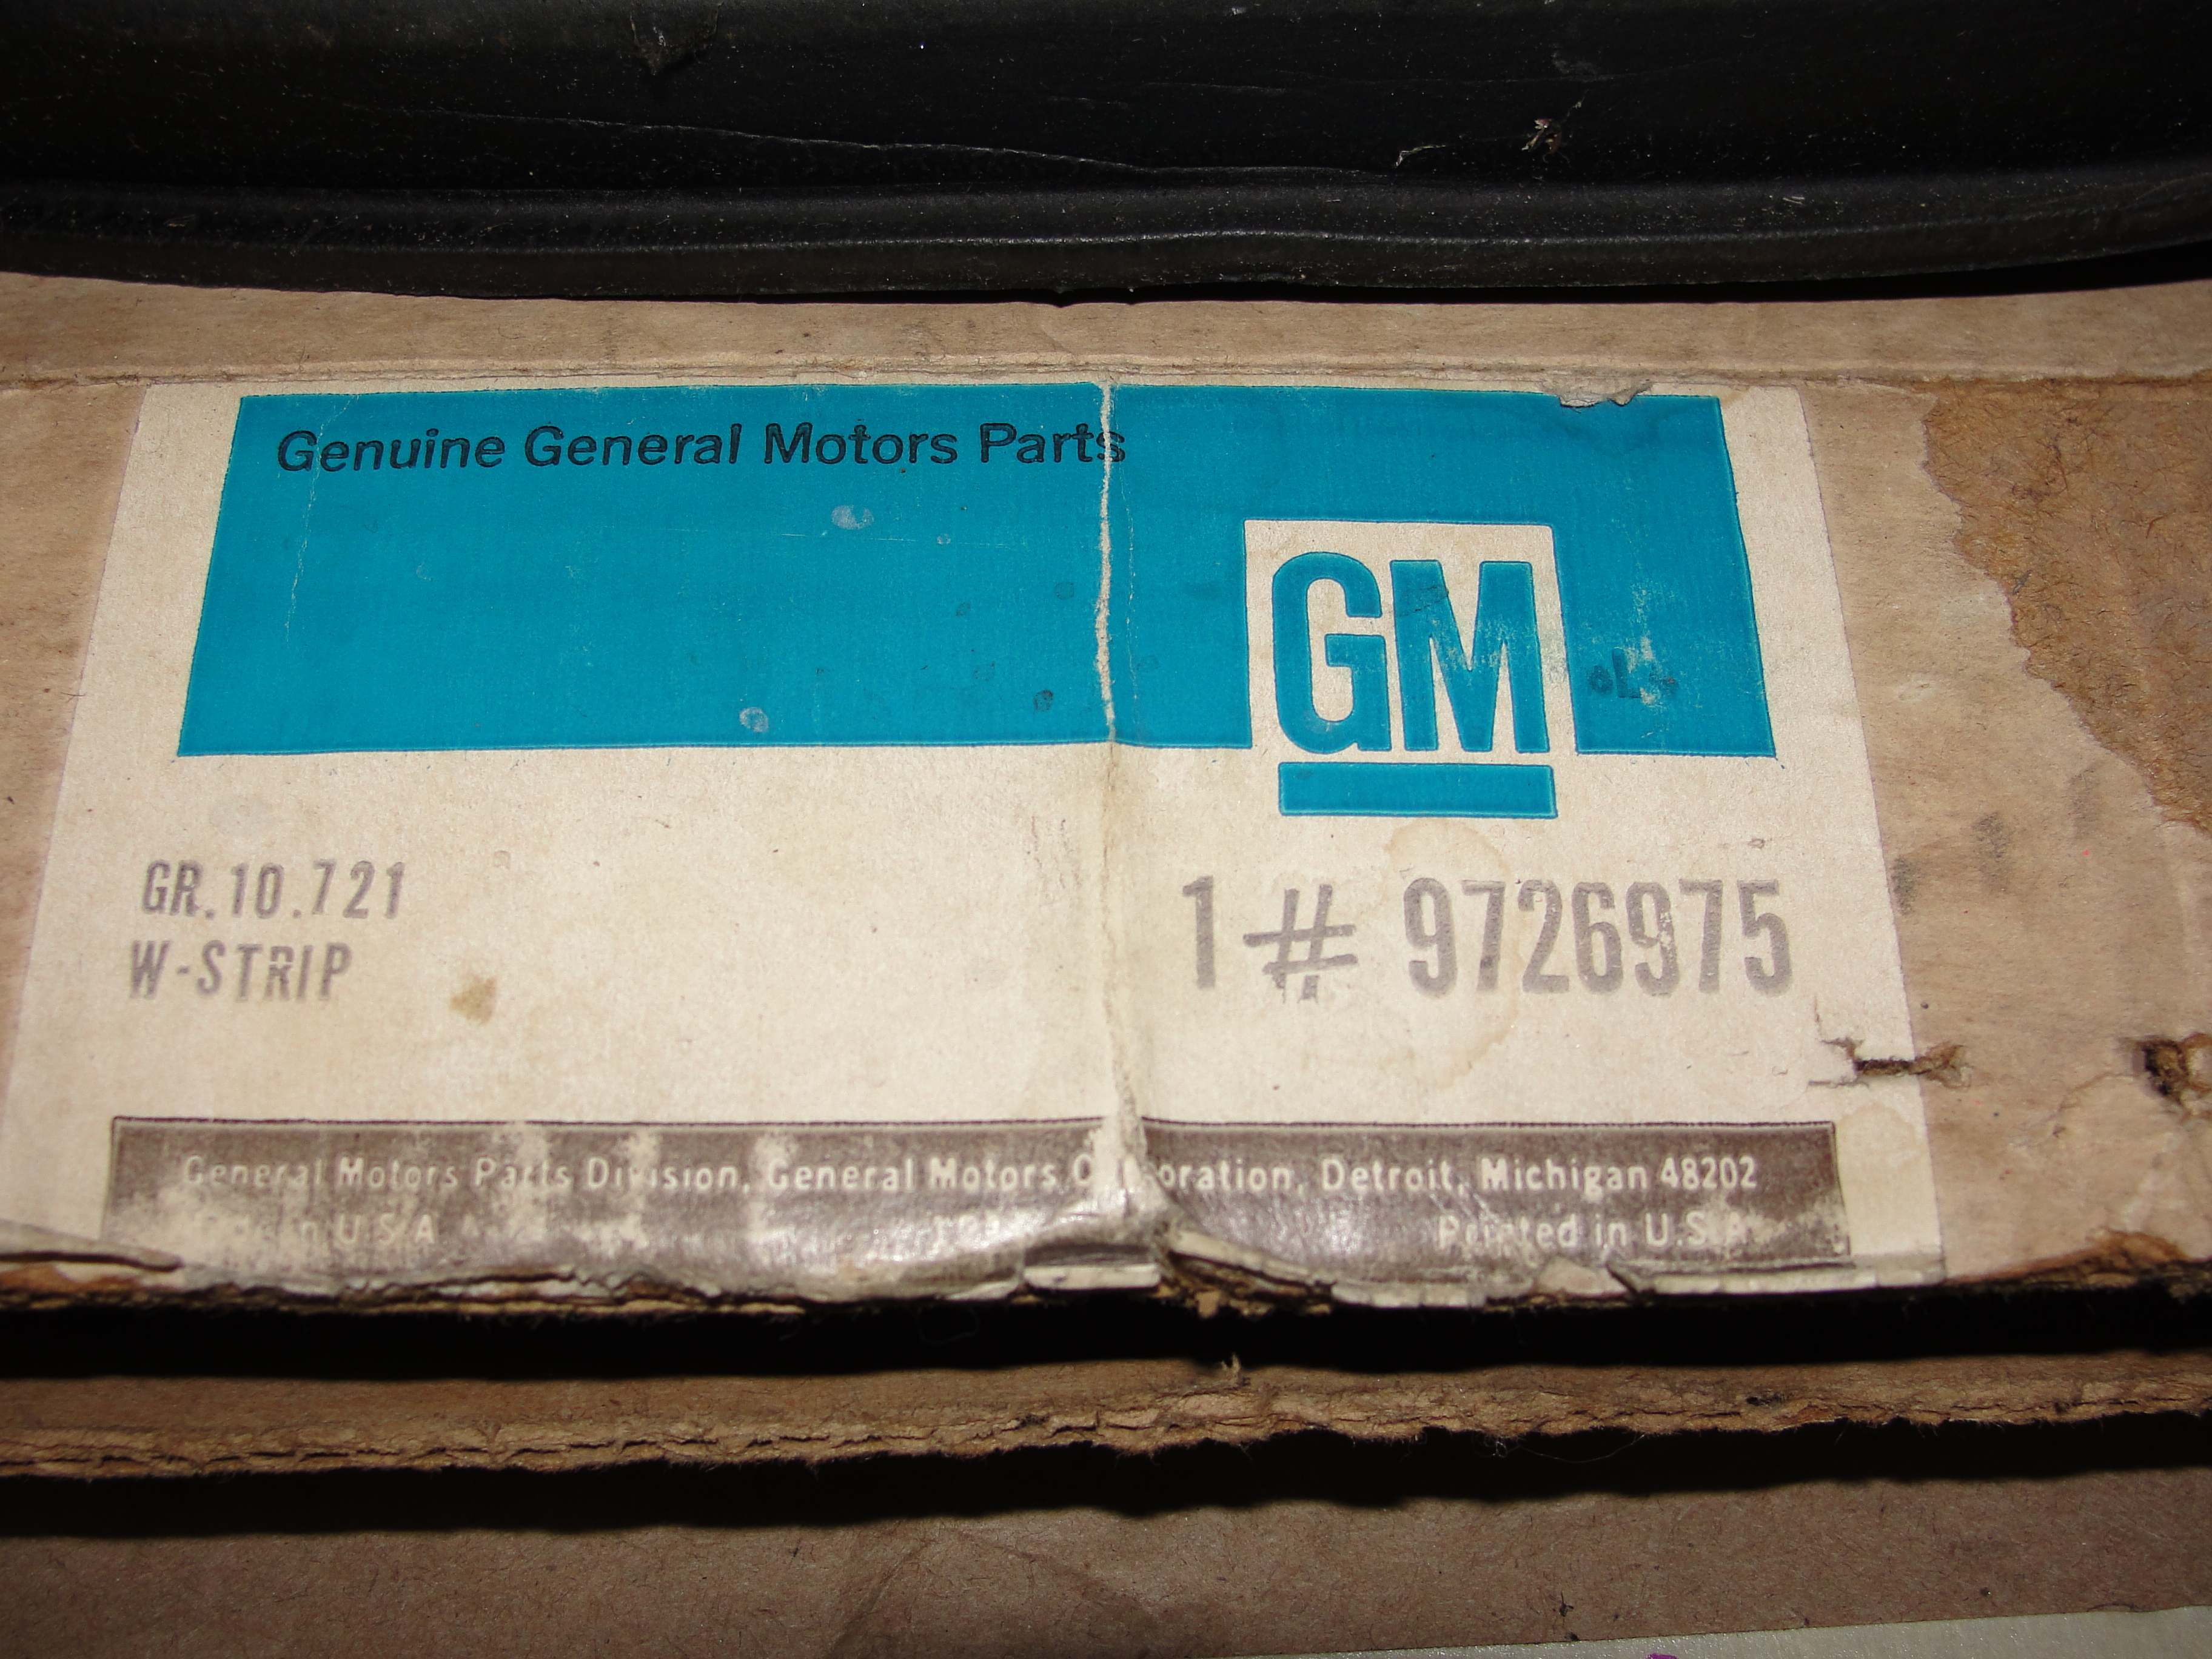 Genuine General Motors Parts
GM
GR.10.721
W-STRIP
1 # 9726975
General Motors Parts Division, General Motors Detroit, Michigan 48202
in U.S.A
Printed in U.S.A.